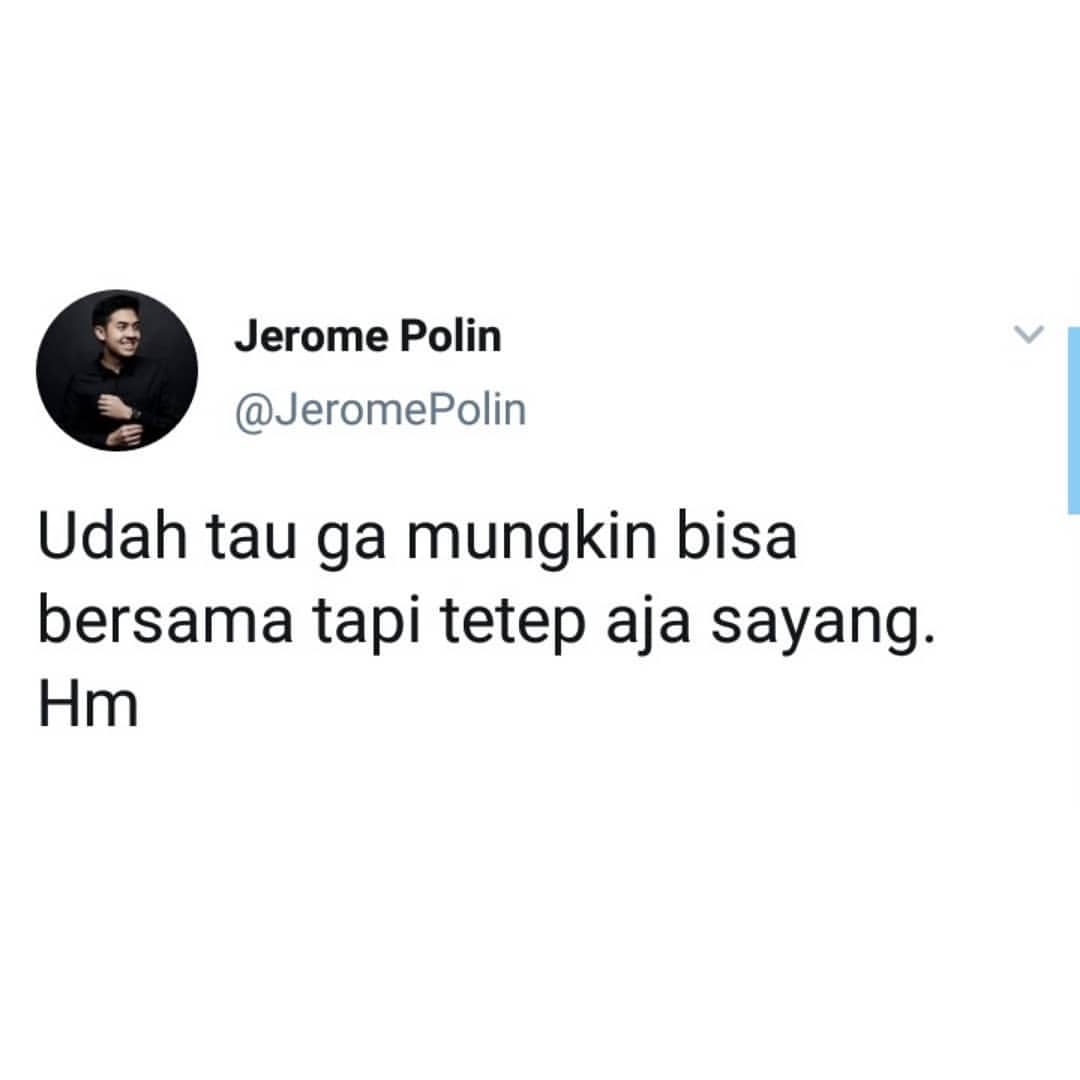 Jerome Polin
@JeromePolin
Udah tau ga mungkin bisa
bersama tapi tetep aja sayang.
Hm